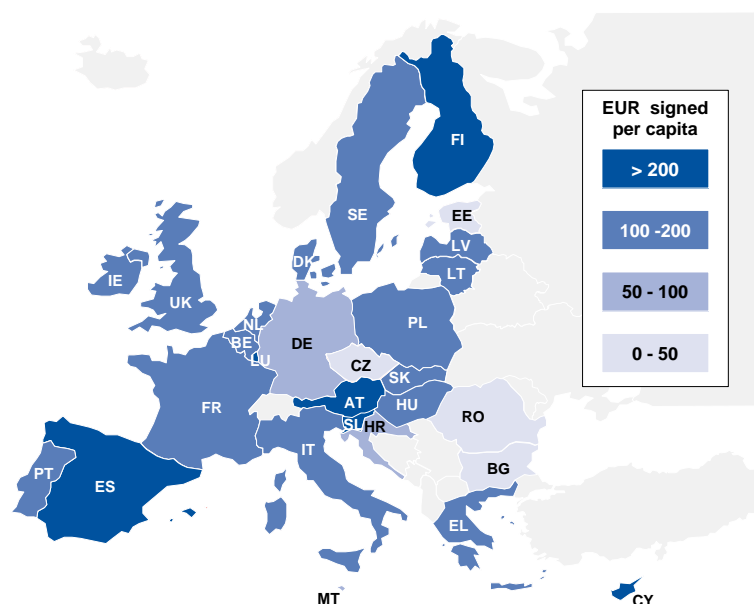 EUR signed
per capita
> 200
100 -200
50 - 100
0 - 50
FI
SE
EE
LV
LT
DK
IE
UK
NL
BE
LU
DE
PL
CZ
SK
AT
HU
FR
SL
HR
RO
IT
BG
PT
ES
EL
MT
CY